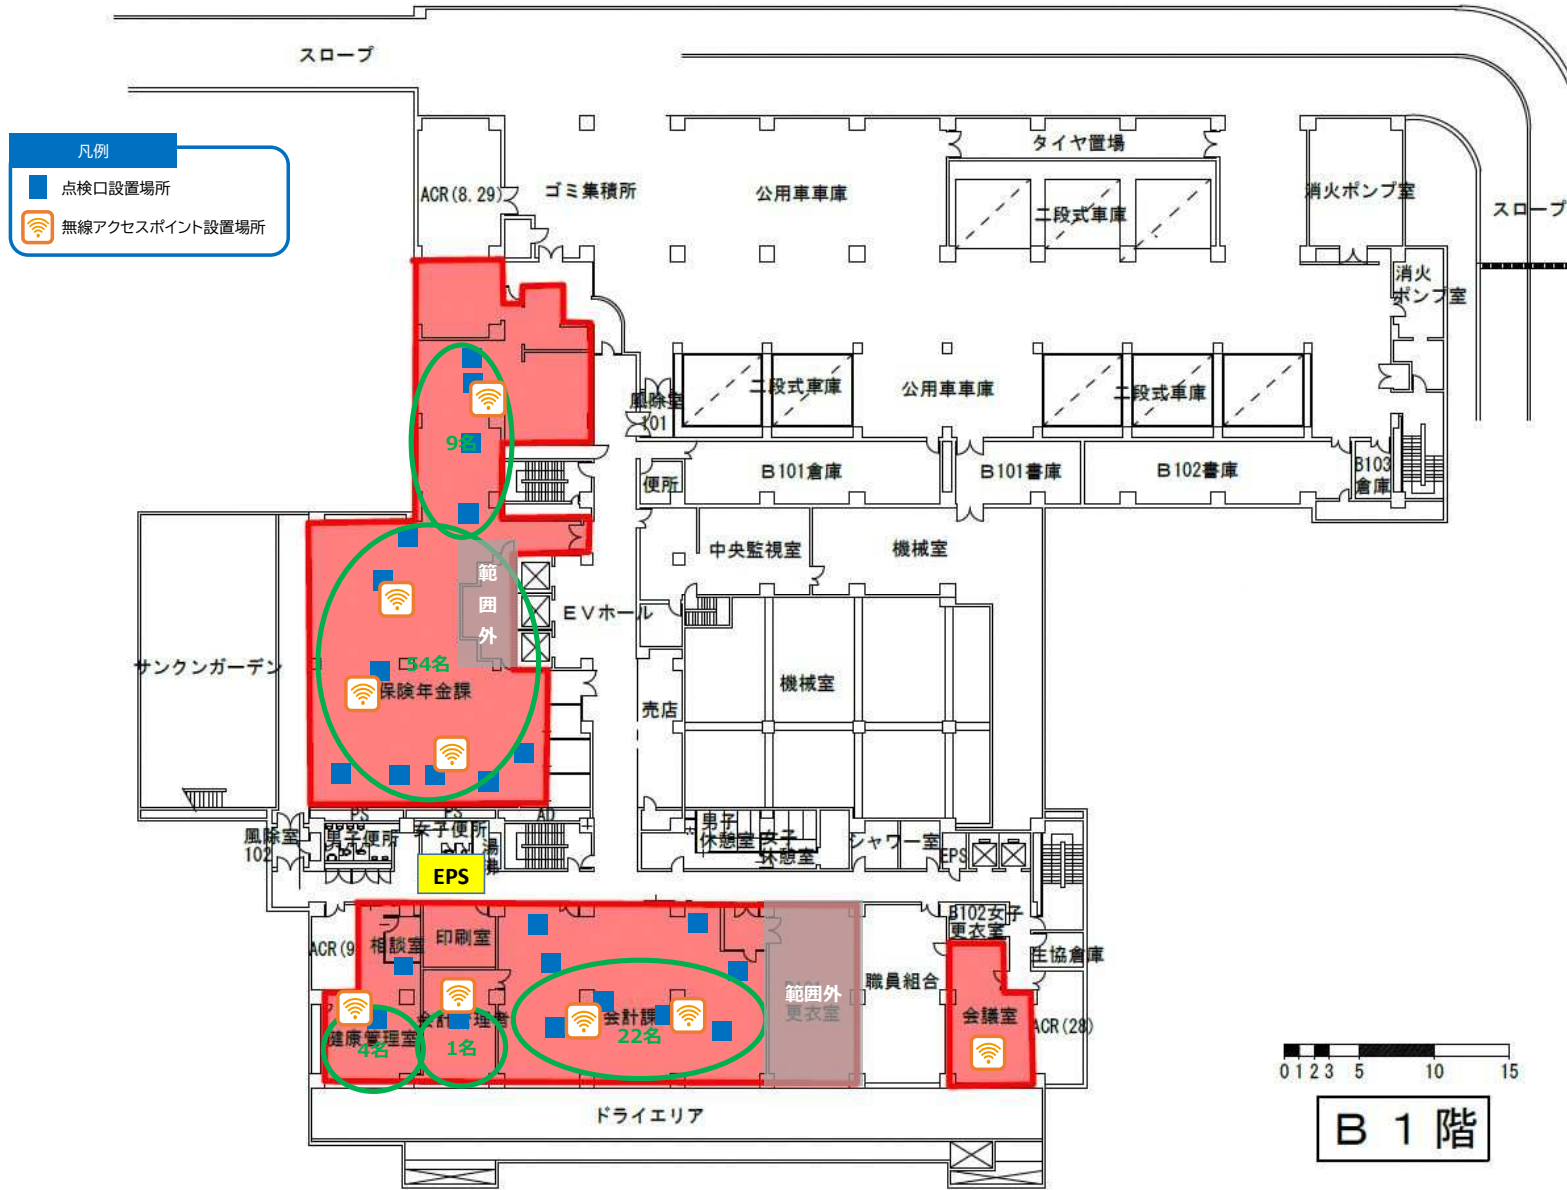 スロープ
凡例
点検口設置場所
無線アクセスポイント設置場所
ACR(8.29)
ゴミ集積所
公用車車庫
タイヤ置場
二段式車庫
消火ポンプ室
スロープ
消火
ポンプ室
二段式車庫
公用車車庫
二段式車庫
風除室
101
9名
便所
B101倉庫
B101書庫
B102書庫
B103
倉庫
中央監視室
機械室
範
囲
外
EVホール
サンクンガーデン
54名
保険年金課
機械室
売店
PS
PS
AD
風除室
102
男子便所
女子便所
湯沸
男子
休憩室
女子
休憩室
シャワー室
EPS
EPS
ACR(9
相談室
印刷室
B102女子
更衣室
生協倉庫
職員組合
範囲外
更衣室
会議室
ACR(28)
会計管理者
会計課
22名
健康管理室
4名
1名
ドライエリア
0 1 2 3 5 10 15
B1階